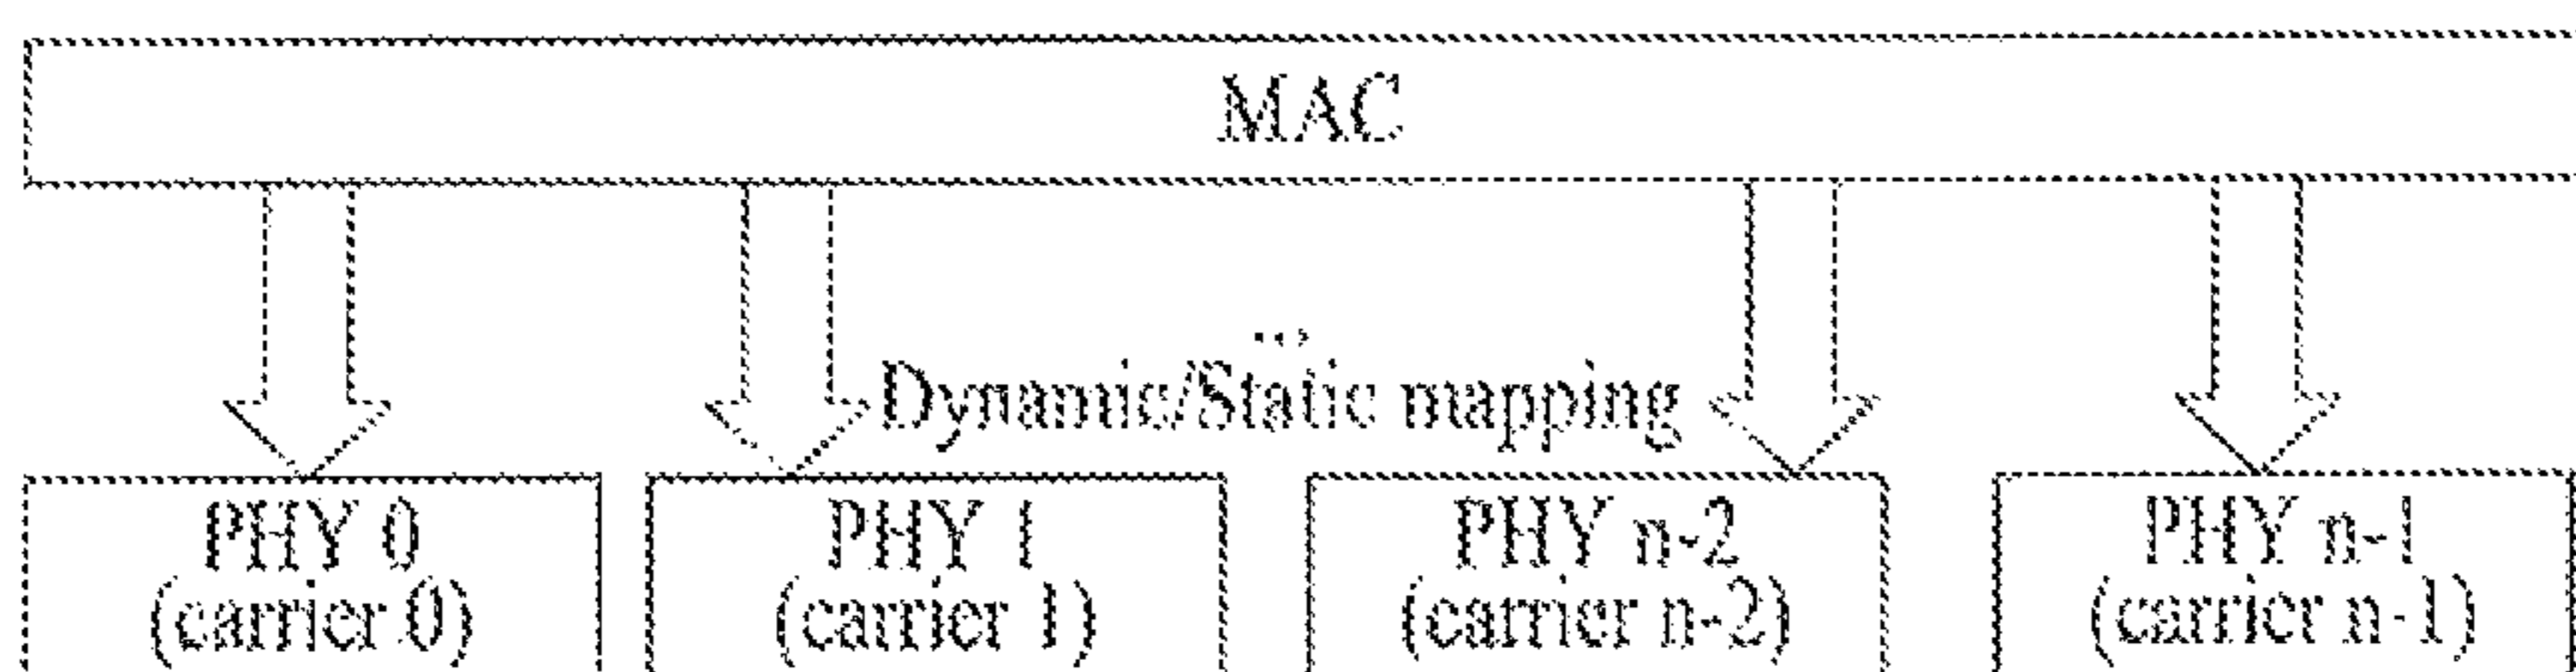 MAC
...
Dynamic/Static mapping
PHY 0
(carrier 0)
PHY 1
(carrier 1)
PHY n-2
(carrier n-2)
PHY n-1
(carrier n-1)